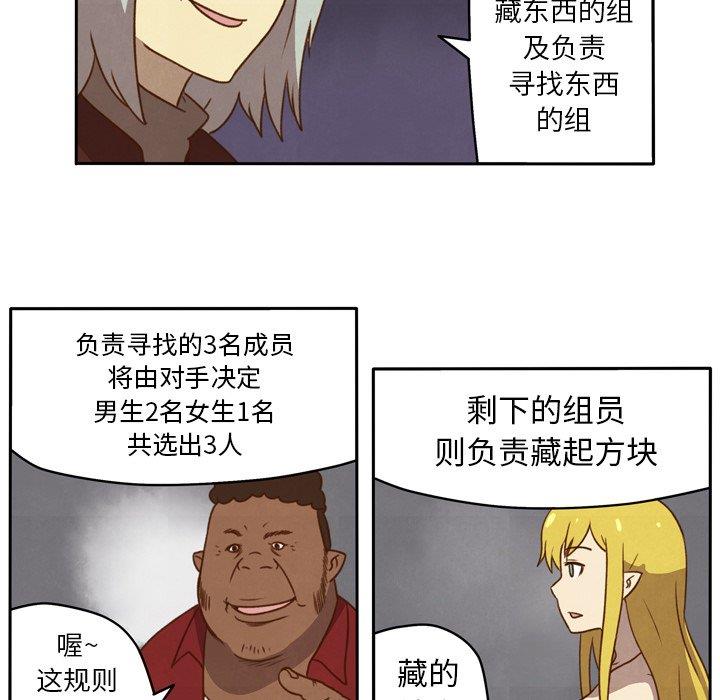 藏东西的组
及负责
寻找东西
的组
负责寻找的3名成员
将由对手决定
男生2名女生1名
共选出3人
剩下的组员
则负责藏起方块
喔~
这规则
藏的